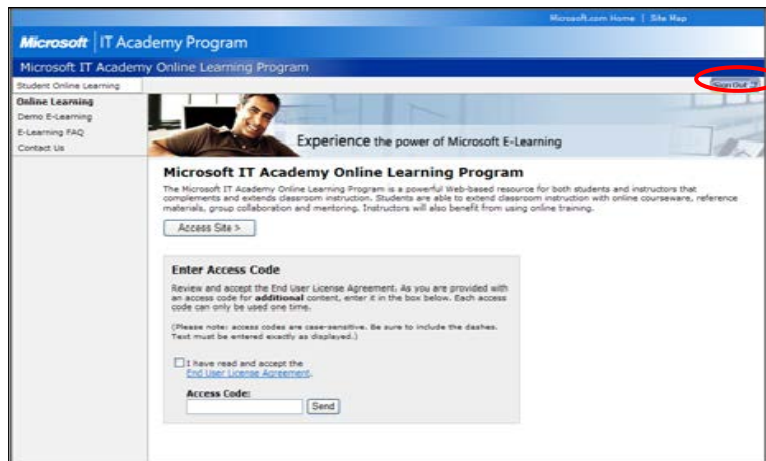 Microsoft.com Home | Site Map
Microsoft | IT Academy Program
Microsoft IT Academy Online Learning Program
Student Online Learning
Sign Out
Online Learning
Demo E-Learning
E-Learning FAQ
Contact Us
Experience the power of Microsoft E-Learning
Microsoft IT Academy Online Learning Program
The Microsoft IT Academy Online Learning Program is a powerful Web-based resource for both students and instructors that
complements and extends classroom instruction. Students are able to extend classroom instruction with online courseware, reference
materials, group collaboration and mentoring. Instructors will also benefit from using online training.
Access Site >
Enter Access Code
Review and accept the End User License Agreement. As you are provided with
an access code for additional content, enter it in the box below. Each access
code can only be used one time.
(Please note: access codes are case-sensitive. Be sure to include the dashes.
Text must be entered exactly as displayed.)
I have read and accept the
End User License Agreement.
Access Code:
Send